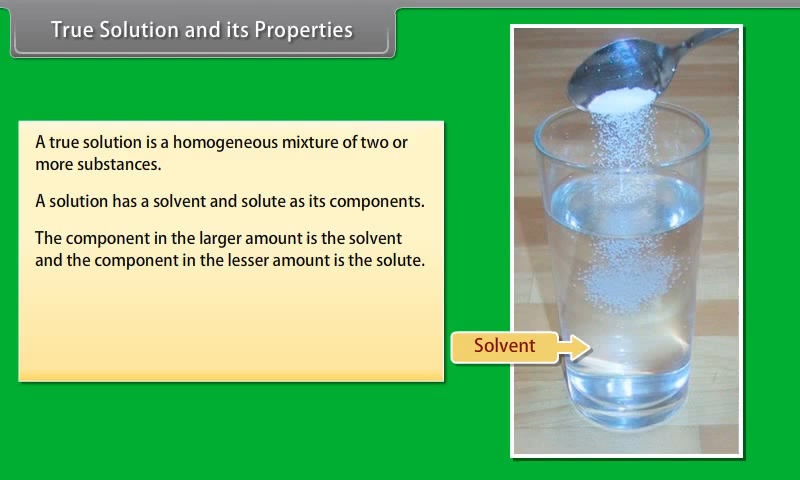 True Solution and its Properties
A true solution is a homogeneous mixture of two or
more substances.
A solution has a solvent and solute as its components.
The component in the larger amount is the solvent
and the component in the lesser amount is the solute.
Solvent